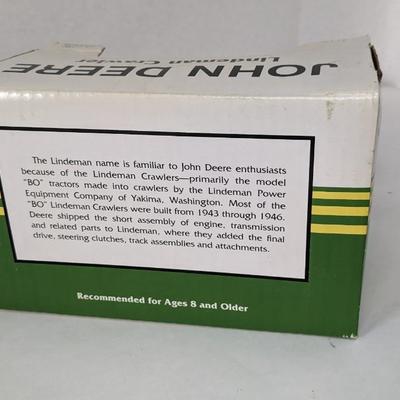 JOHN DEERE
Lindeman Crawler
The Lindeman name is familiar to John Deere enthusiasts
because of the Lindeman Crawlers—primarily the model
"BO" tractors made into crawlers by the Lindeman Power
Equipment Company of Yakima, Washington. Most of the
"BO" Lindeman Crawlers were built from 1943 through 1946.
Deere shipped the short assembly of engine, transmission
and related parts to Lindeman, where they added the final
drive, steering clutches, track assemblies and attachments.
Recommended for Ages 8 and Older